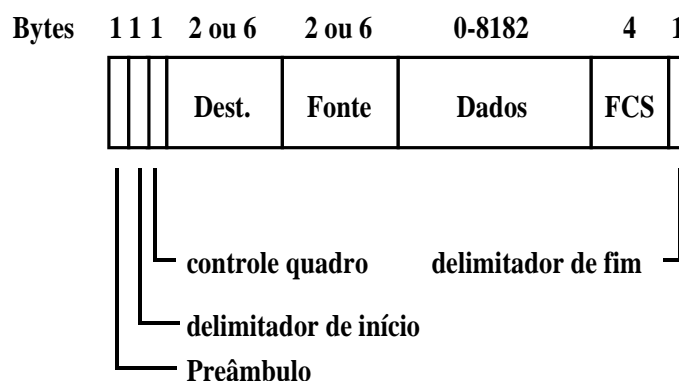 Bytes 1 1 1 2 ou 6 2 ou 6 0-8182 4 1
Dest. Fonte Dados FCS
controle quadro delimitador de fim
delimitador de início
Preâmbulo